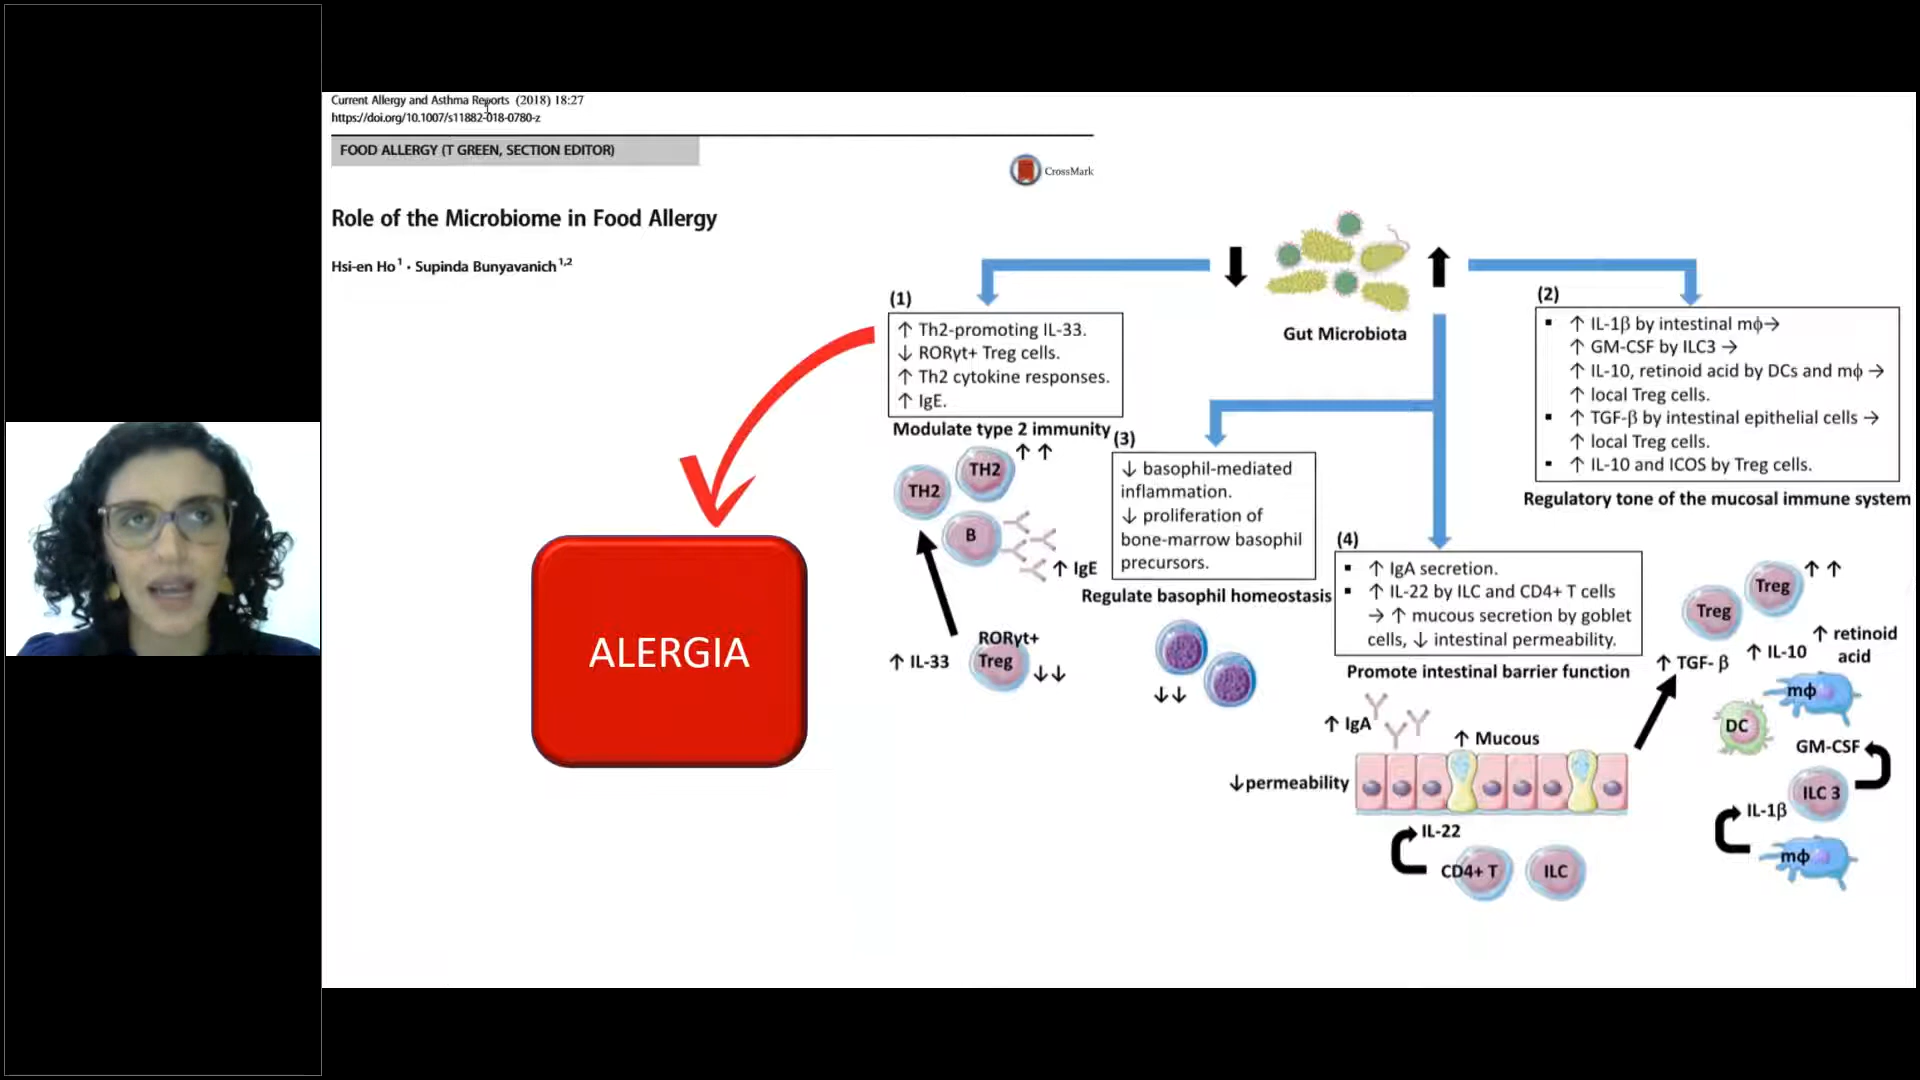 Current Allergy and Asthma Reports (2018) 18:27
https://doi.org/10.1007/s11882-018-0780-z
FOOD ALLERGY (T GREEN, SECTION EDITOR)
CrossMark
Role of the Microbiome in Food Allergy
Hsi-en Ho¹ · Supinda Bunyavanich¹,²
Gut Microbiota
(1)
↑ Th2-promoting IL-33.
↓ RORγt+ Treg cells.
↑ Th2 cytokine responses.
↑ IgE.
Modulate type 2 immunity
TH2
TH2
↑ ↑
B
↑ IgE
RORγt+
↑ IL-33
Treg
↓↓
ALERGIA
(2)
▪ ↑ IL-1β by intestinal mϕ→
↑ GM-CSF by ILC3 →
↑ IL-10, retinoid acid by DCs and mϕ →
↑ local Treg cells.
▪ ↑ TGF-β by intestinal epithelial cells →
↑ local Treg cells.
▪ ↑ IL-10 and ICOS by Treg cells.
Regulatory tone of the mucosal immune system
(3)
↓ basophil-mediated
inflammation.
↓ proliferation of
bone-marrow basophil
precursors.
Regulate basophil homeostasis
↓↓
(4)
▪ ↑ IgA secretion.
▪ ↑ IL-22 by ILC and CD4+ T cells
→ ↑ mucous secretion by goblet
cells, ↓ intestinal permeability.
Promote intestinal barrier function
↑ IgA
↑ Mucous
↓permeability
IL-22
CD4+ T
ILC
Treg
Treg
↑ ↑
↑ retinoid
acid
↑ IL-10
↑ TGF- β
mϕ
DC
GM-CSF
ILC 3
IL-1β
mϕ